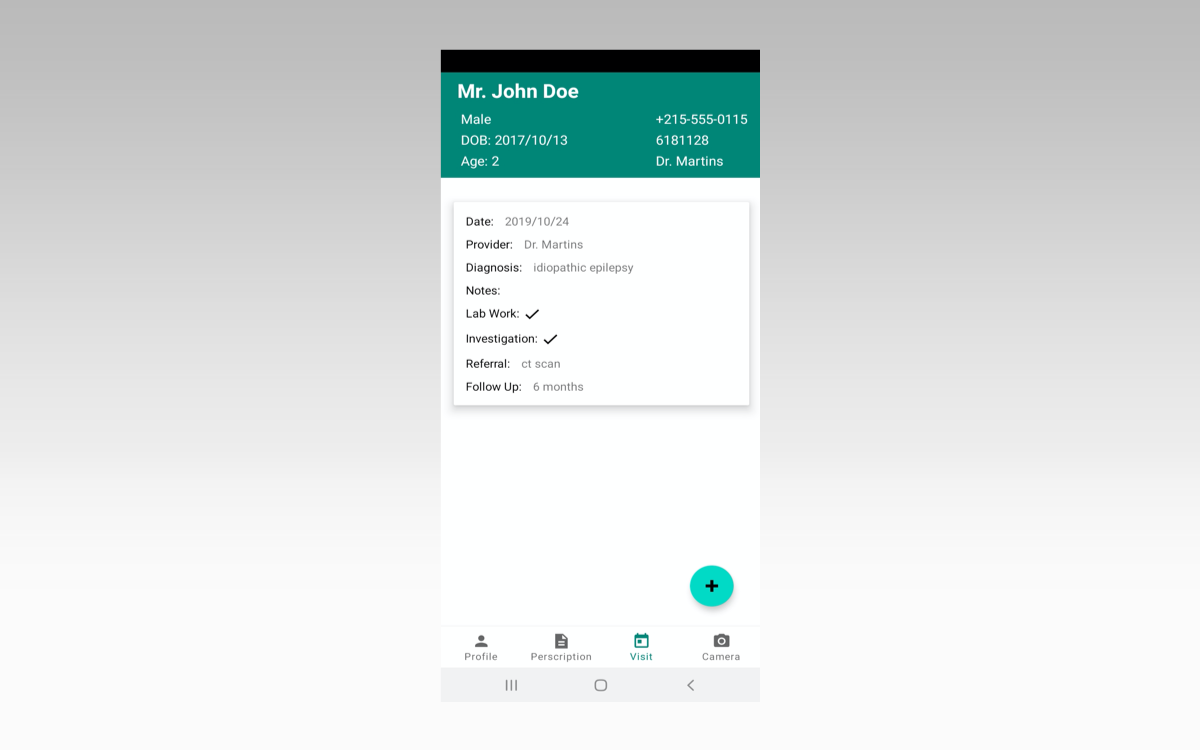 Mr. John Doe
Male
+215-555-0115
DOB: 2017/10/13
6181128
Age: 2
Dr. Martins
Date: 2019/10/24
Provider: Dr. Martins
Diagnosis: idiopathic epilepsy
Notes:
Lab Work:
Investigation:
Referral: ct scan
Follow Up: 6 months
Profile
Perscription
Visit
Camera